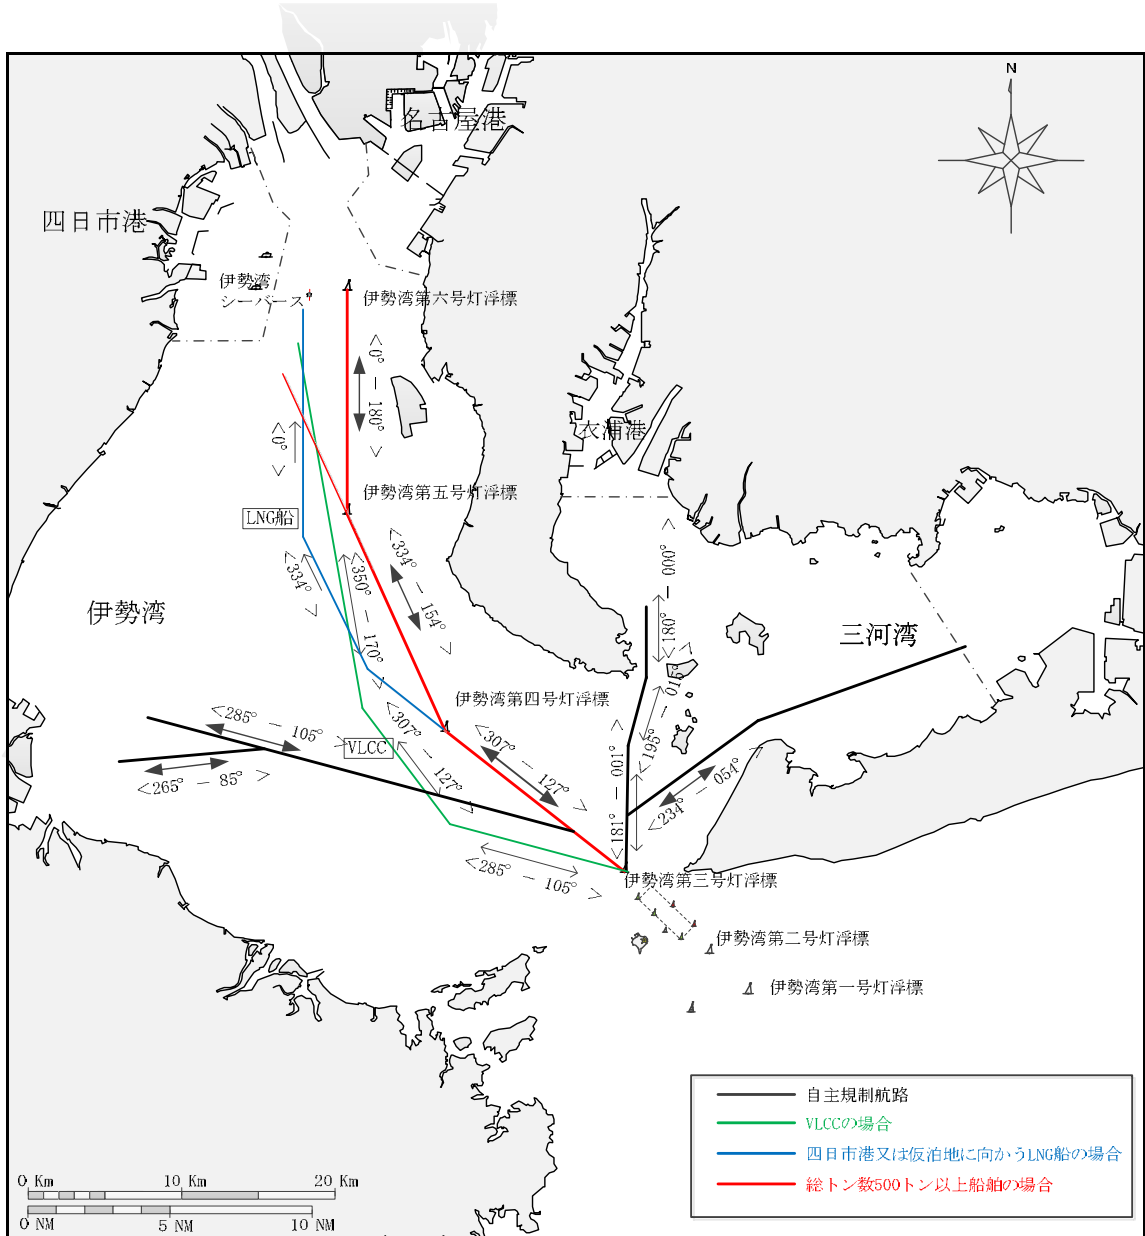 N
名古屋港
四日市港
伊勢湾
シーバース
伊勢湾第六号灯浮標
<0° － 180° >
<0° >
衣浦港
伊勢湾第五号灯浮標
LNG船
<334° － 154° >
<334° >
<350° － 170° >
<180° － 000° >
伊勢湾
三河湾
<195° － 015° >
伊勢湾第四号灯浮標
<285° － 105° >
<307° － 127° >
<307° － 127° >
VLCC
<265° － 85° >
<181° － 001° >
<234° － 054° >
<285° － 105° >
伊勢湾第三号灯浮標
伊勢湾第二号灯浮標
伊勢湾第一号灯浮標
自主規制航路
VLCCの場合
四日市港又は仮泊地に向かうLNG船の場合
総トン数500トン以上船舶の場合
0 Km 10 Km 20 Km
0 NM 5 NM 10 NM